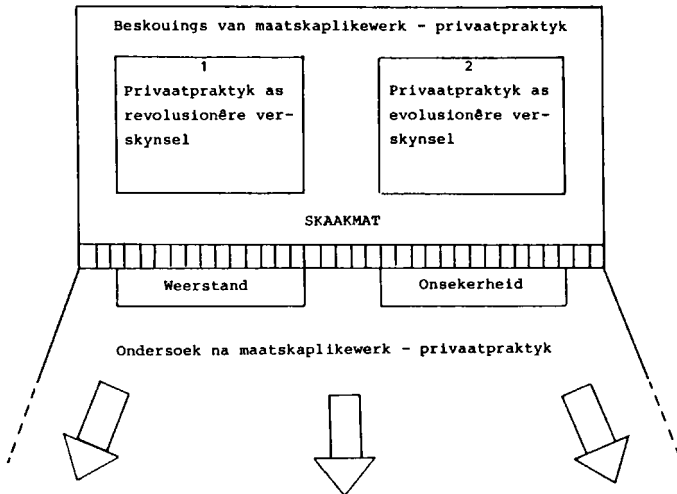 Beskouings van maatskaplikewerk - privaatpraktyk
1
Privaatpraktyk as
revolusionêre ver-
skynsel
2
Privaatpraktyk as
evolusionêre ver-
skynsel
SKAAKMAT
Weerstand
Onsekerheid
Ondersoek na maatskaplikewerk - privaatpraktyk